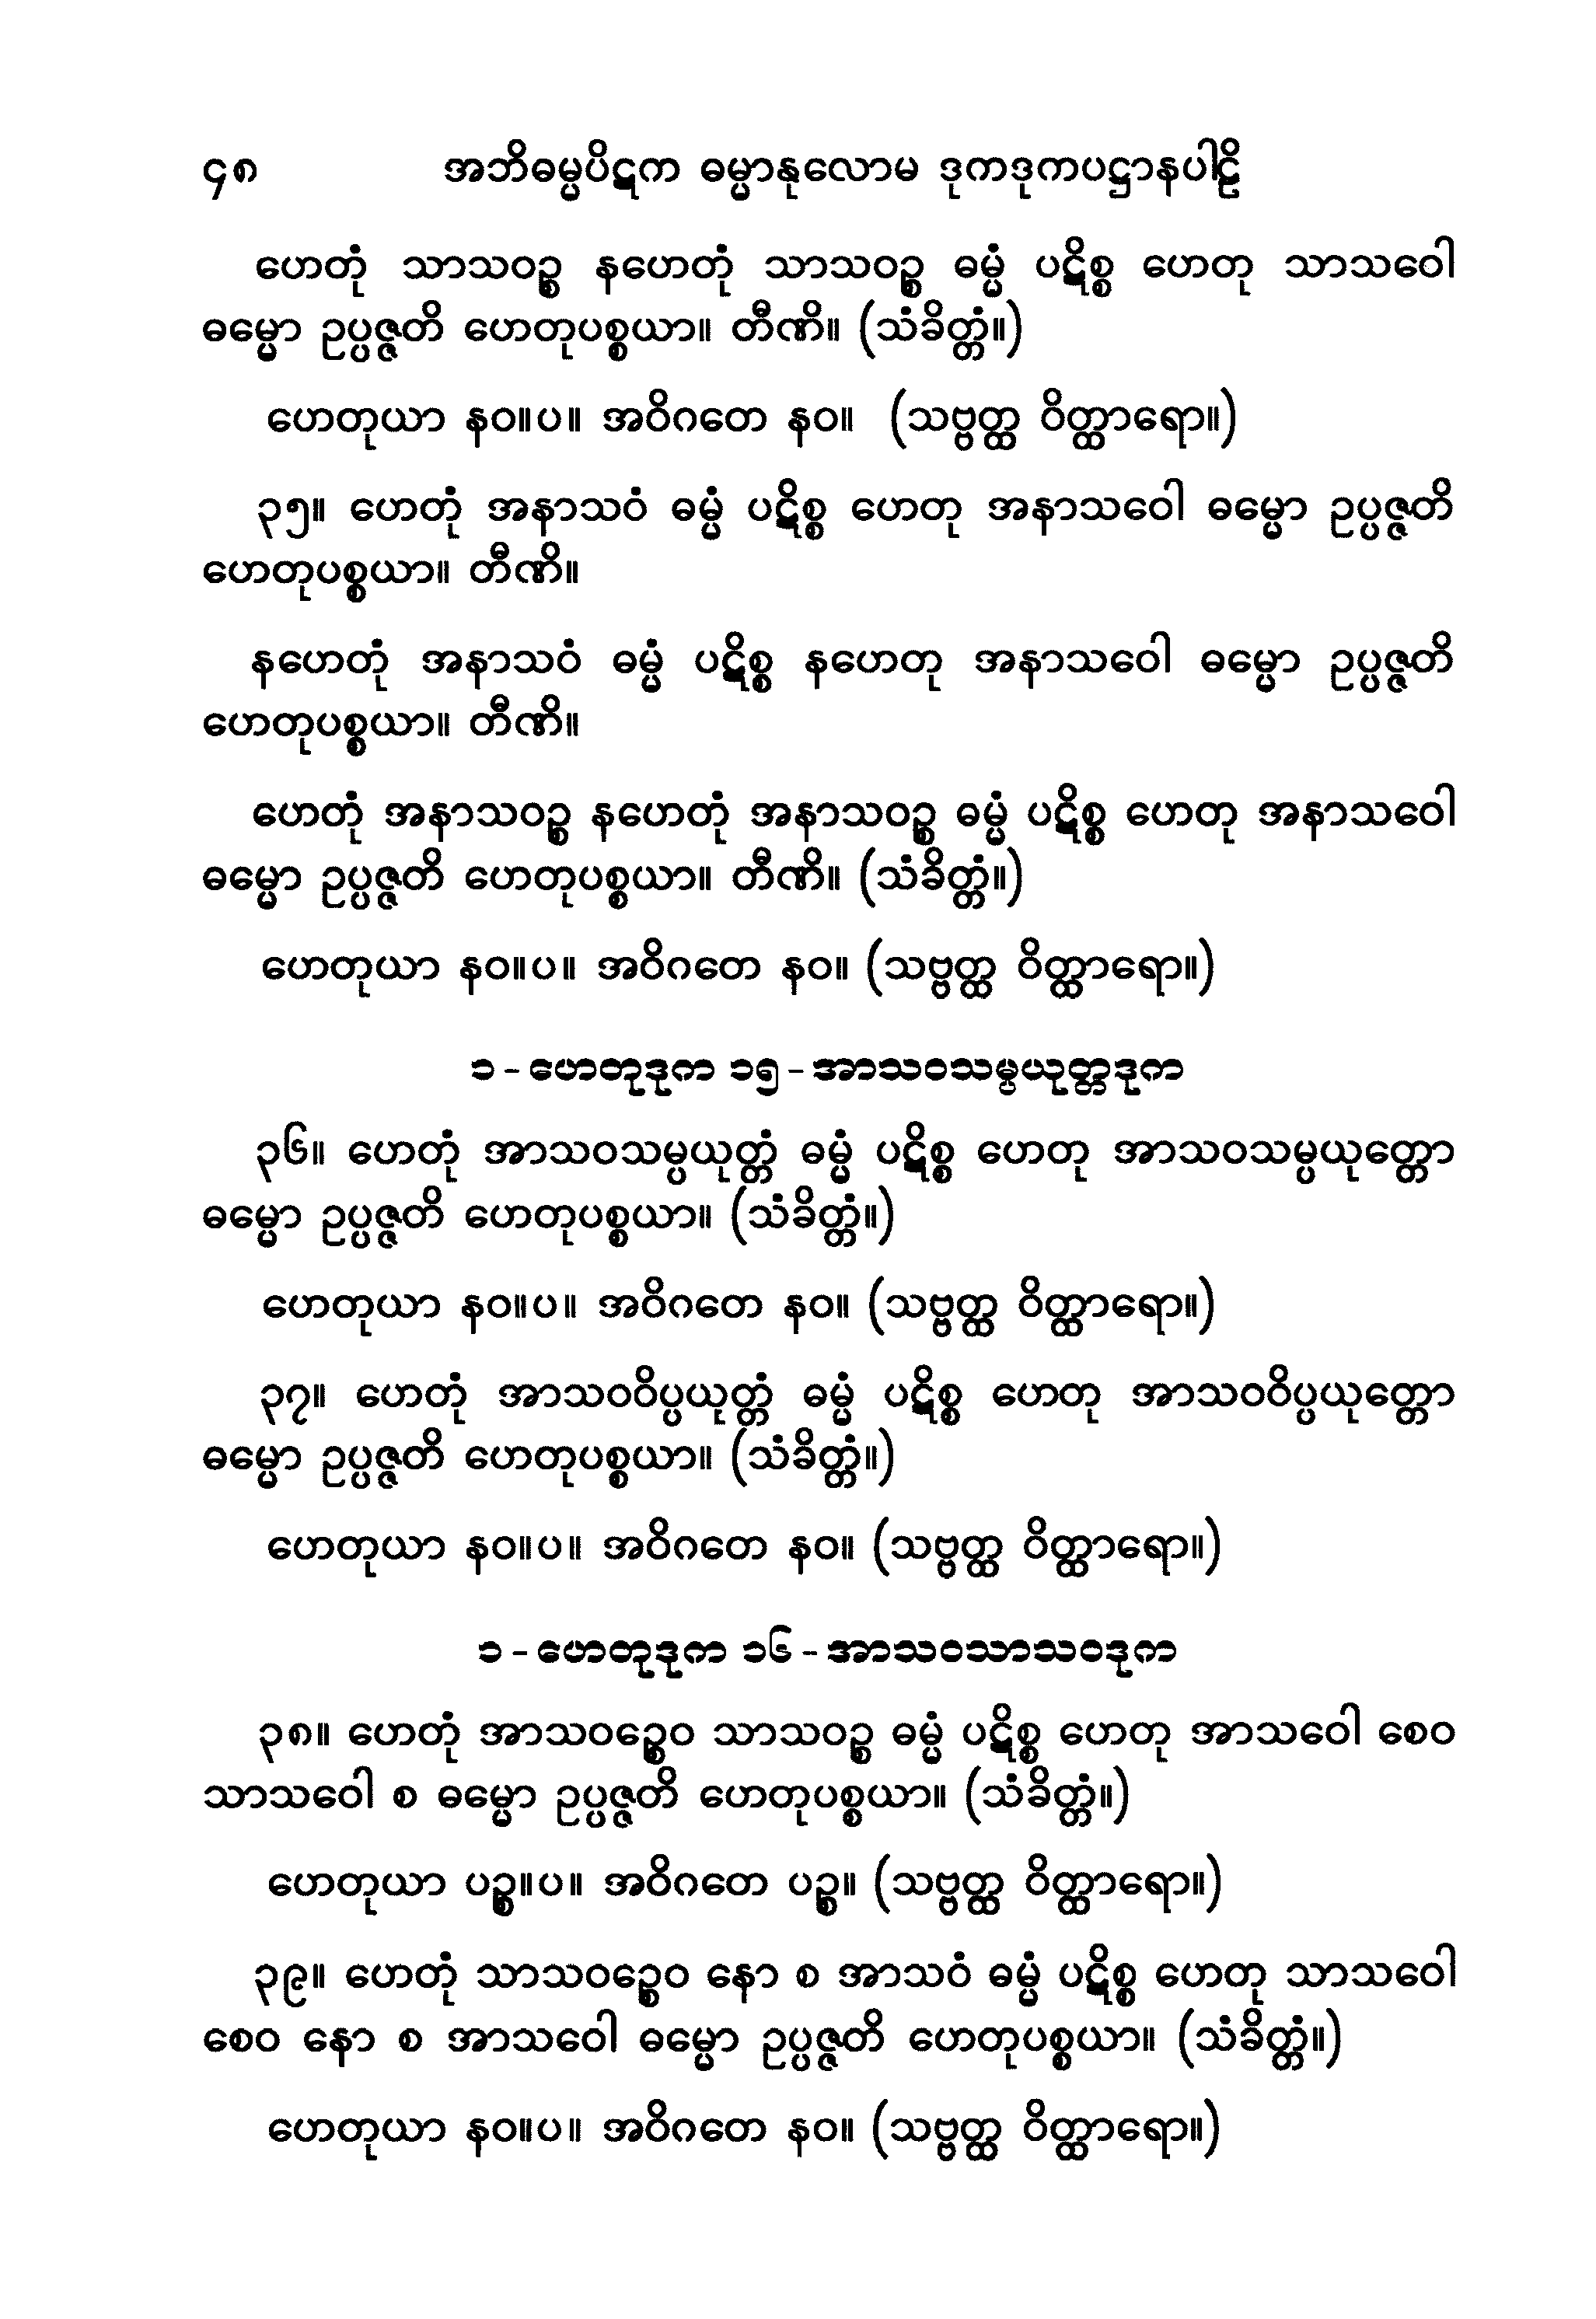 ၄၈ အဘိဓမ္မပိဋက ဓမ္မာနုလောမ ဒုကဒုကပဋ္ဌာနပါဠိ
ဟေတုံ သာသဝဉ္စ နဟေတုံ သာသဝဉ္စ ဓမ္မံ ပဋိစ္စ ဟေတု သာသဝေါ
ဓမ္မော ဥပ္ပဇ္ဇတိ ဟေတုပစ္စယာ။ တီဏိ။ (သံခိတ္တံ။)
ဟေတုယာ နဝ။ပ။ အဝိဂတေ နဝ။ (သဗ္ဗတ္ထ ဝိတ္ထာရော။)
၃၅။ ဟေတုံ အနာသဝံ ဓမ္မံ ပဋိစ္စ ဟေတု အနာသဝေါ ဓမ္မော ဥပ္ပဇ္ဇတိ
ဟေတုပစ္စယာ။ တီဏိ။
နဟေတုံ အနာသဝံ ဓမ္မံ ပဋိစ္စ နဟေတု အနာသဝေါ ဓမ္မော ဥပ္ပဇ္ဇတိ
ဟေတုပစ္စယာ။ တီဏိ။
ဟေတုံ အနာသဝဉ္စ နဟေတုံ အနာသဝဉ္စ ဓမ္မံ ပဋိစ္စ ဟေတု အနာသဝေါ
ဓမ္မော ဥပ္ပဇ္ဇတိ ဟေတုပစ္စယာ။ တီဏိ။ (သံခိတ္တံ။)
ဟေတုယာ နဝ။ပ။ အဝိဂတေ နဝ။ (သဗ္ဗတ္ထ ဝိတ္ထာရော။)
၁ - ဟေတုဒုက ၁၅ - အာသဝသမ္ပယုတ္တဒုက
၃၆။ ဟေတုံ အာသဝသမ္ပယုတ္တံ ဓမ္မံ ပဋိစ္စ ဟေတု အာသဝသမ္ပယုတ္တော
ဓမ္မော ဥပ္ပဇ္ဇတိ ဟေတုပစ္စယာ။ (သံခိတ္တံ။)
ဟေတုယာ နဝ။ပ။ အဝိဂတေ နဝ။ (သဗ္ဗတ္ထ ဝိတ္ထာရော။)
၃၇။ ဟေတုံ အာသဝဝိပ္ပယုတ္တံ ဓမ္မံ ပဋိစ္စ ဟေတု အာသဝဝိပ္ပယုတ္တော
ဓမ္မော ဥပ္ပဇ္ဇတိ ဟေတုပစ္စယာ။ (သံခိတ္တံ။)
ဟေတုယာ နဝ။ပ။ အဝိဂတေ နဝ။ (သဗ္ဗတ္ထ ဝိတ္ထာရော။)
၁ - ဟေတုဒုက ၁၆ - အာသဝသာသဝဒုက
၃၈။ ဟေတုံ အာသဝဉ္စေဝ သာသဝဉ္စ ဓမ္မံ ပဋိစ္စ ဟေတု အာသဝေါ စေဝ
သာသဝေါ စ ဓမ္မော ဥပ္ပဇ္ဇတိ ဟေတုပစ္စယာ။ (သံခိတ္တံ။)
ဟေတုယာ ပဉ္စ။ပ။ အဝိဂတေ ပဉ္စ။ (သဗ္ဗတ္ထ ဝိတ္ထာရော။)
၃၉။ ဟေတုံ သာသဝဉ္စေဝ နော စ အာသဝံ ဓမ္မံ ပဋိစ္စ ဟေတု သာသဝေါ
စေဝ နော စ အာသဝေါ ဓမ္မော ဥပ္ပဇ္ဇတိ ဟေတုပစ္စယာ။ (သံခိတ္တံ။)
ဟေတုယာ နဝ။ပ။ အဝိဂတေ နဝ။ (သဗ္ဗတ္ထ ဝိတ္ထာရော။)